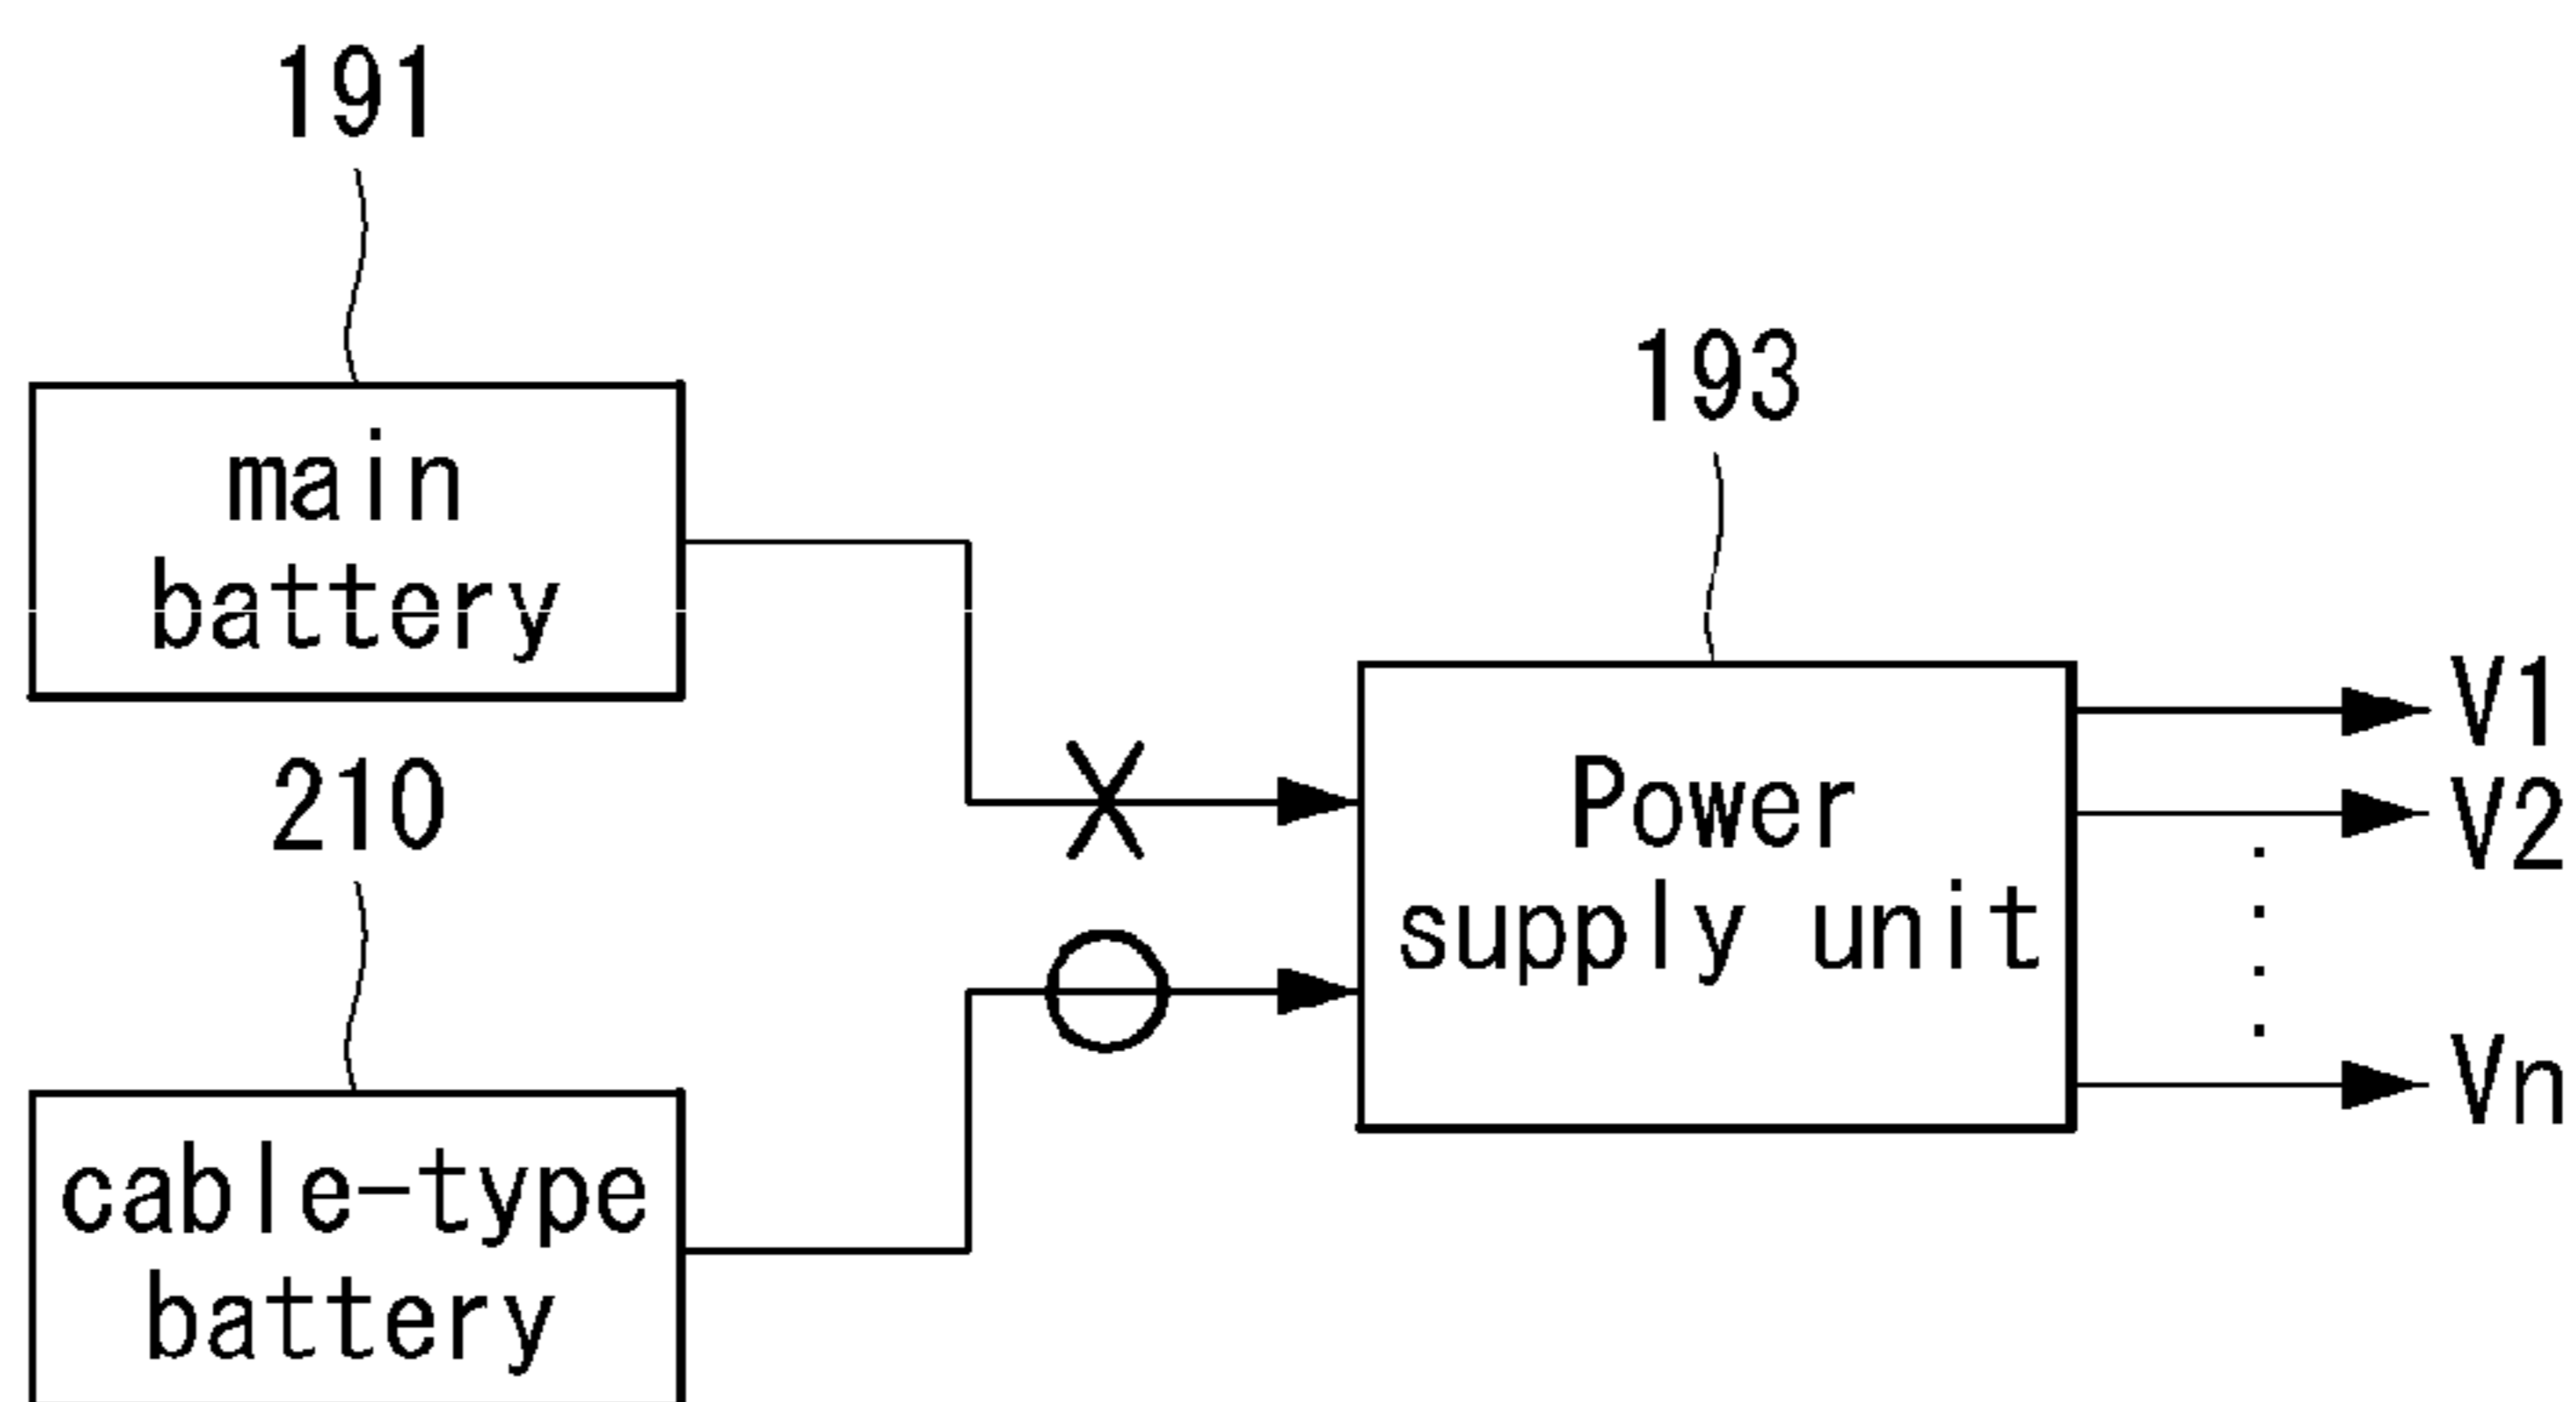 191
main
battery
193
Power
supply unit
V1
V2
Vn
210
cable-type
battery